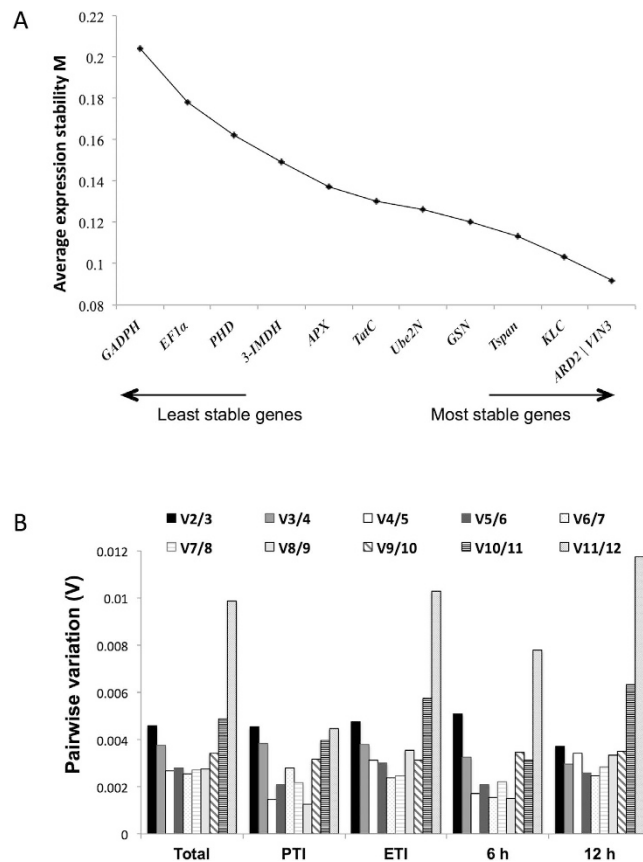 A
Average expression stability M
0.22
0.2
0.18
0.16
0.14
0.12
0.1
0.08
GADPH
EF1α
PHD
3-IMDH
APX
TatC
Ube2N
GSN
Tspan
KLC
ARD2 | VIN3
Least stable genes
Most stable genes
B
V2/3 V3/4 V4/5 V5/6 V6/7
V7/8 V8/9 V9/10 V10/11 V11/12
Pairwise variation (V)
0.012
0.01
0.008
0.006
0.004
0.002
0
Total PTI ETI 6 h 12 h